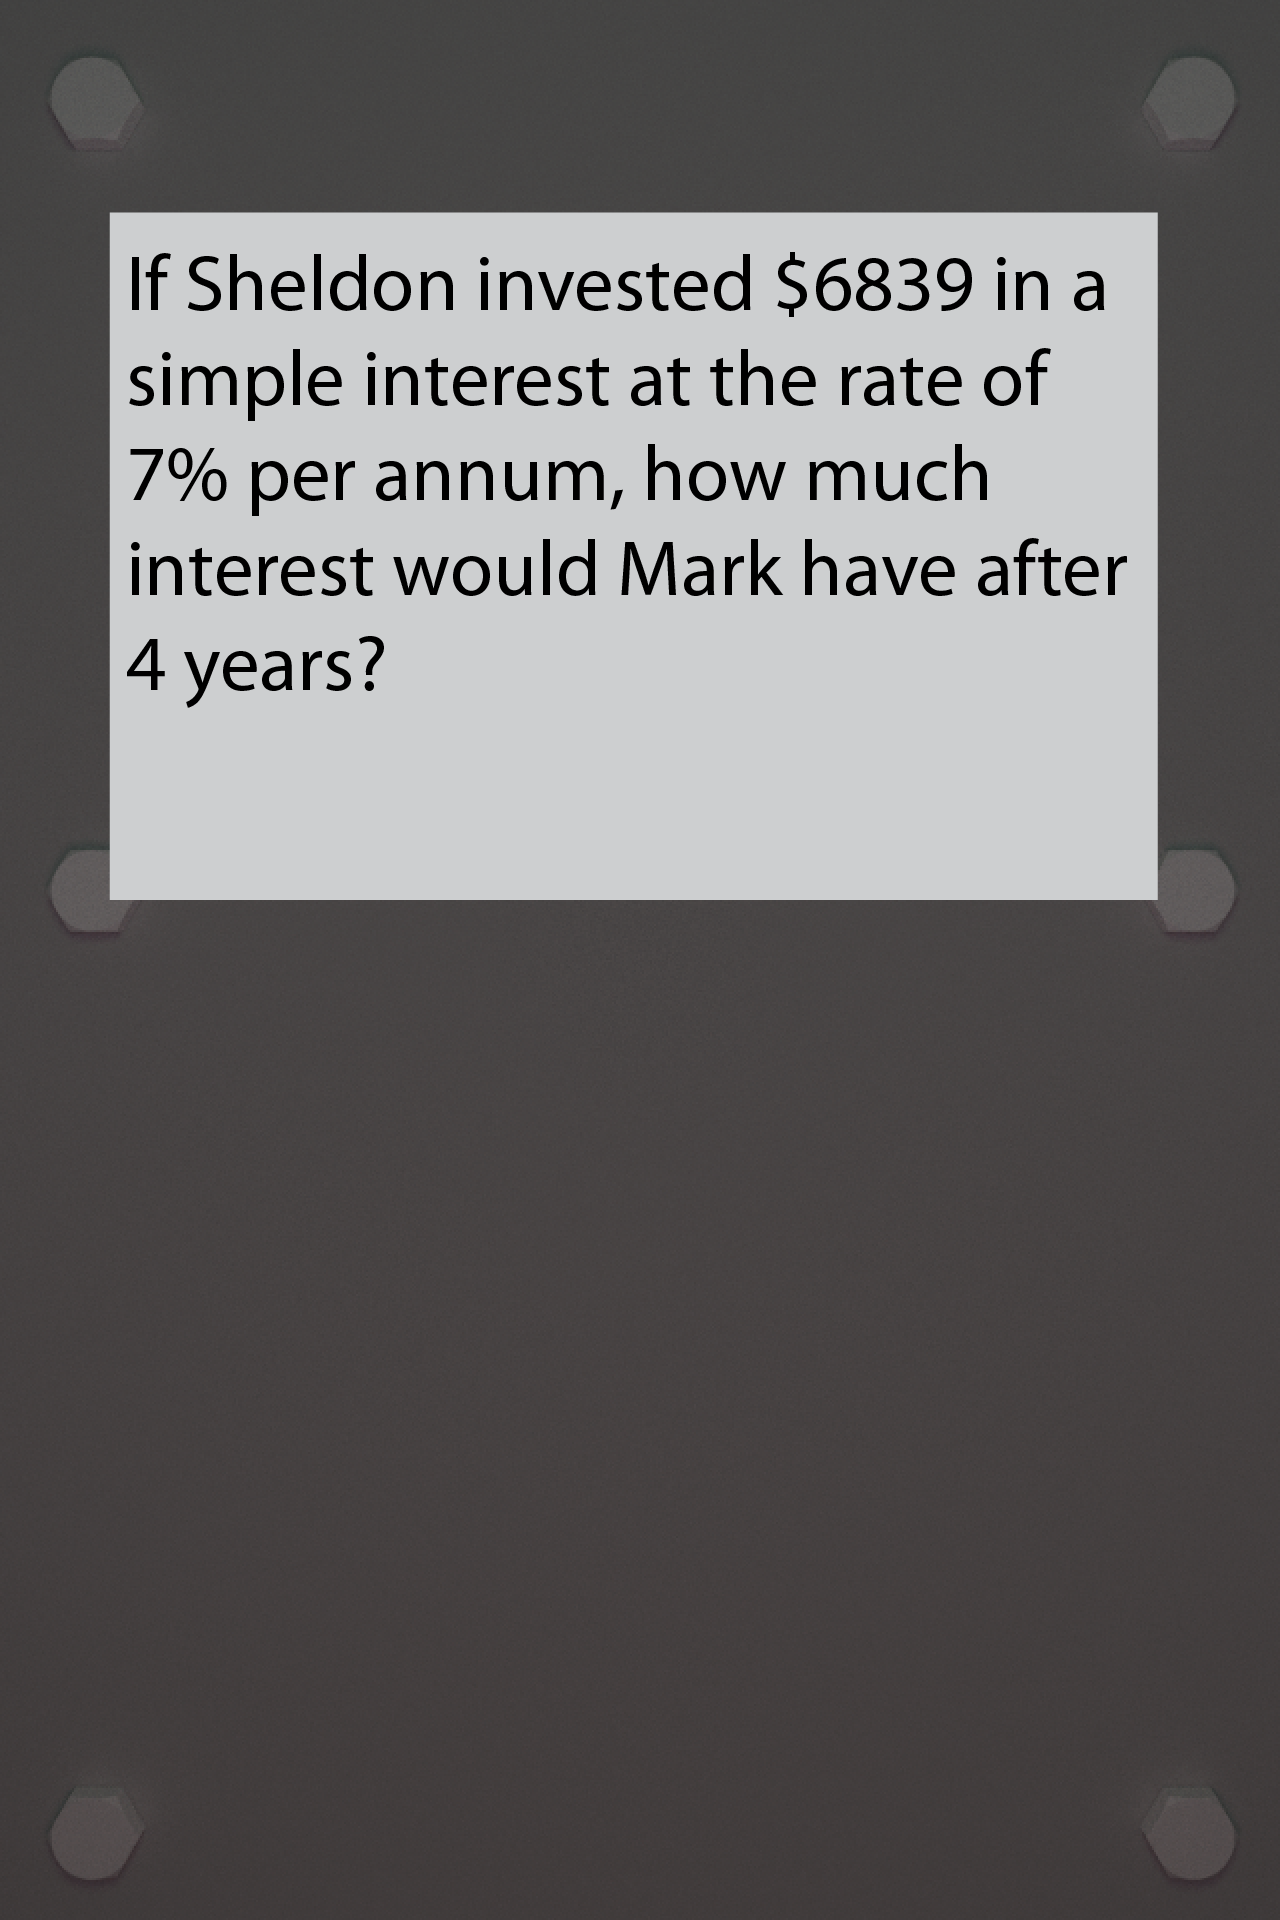 If Sheldon invested $6839 in a
simple interest at the rate of
7% per annum, how much
interest would Mark have after
4 years?